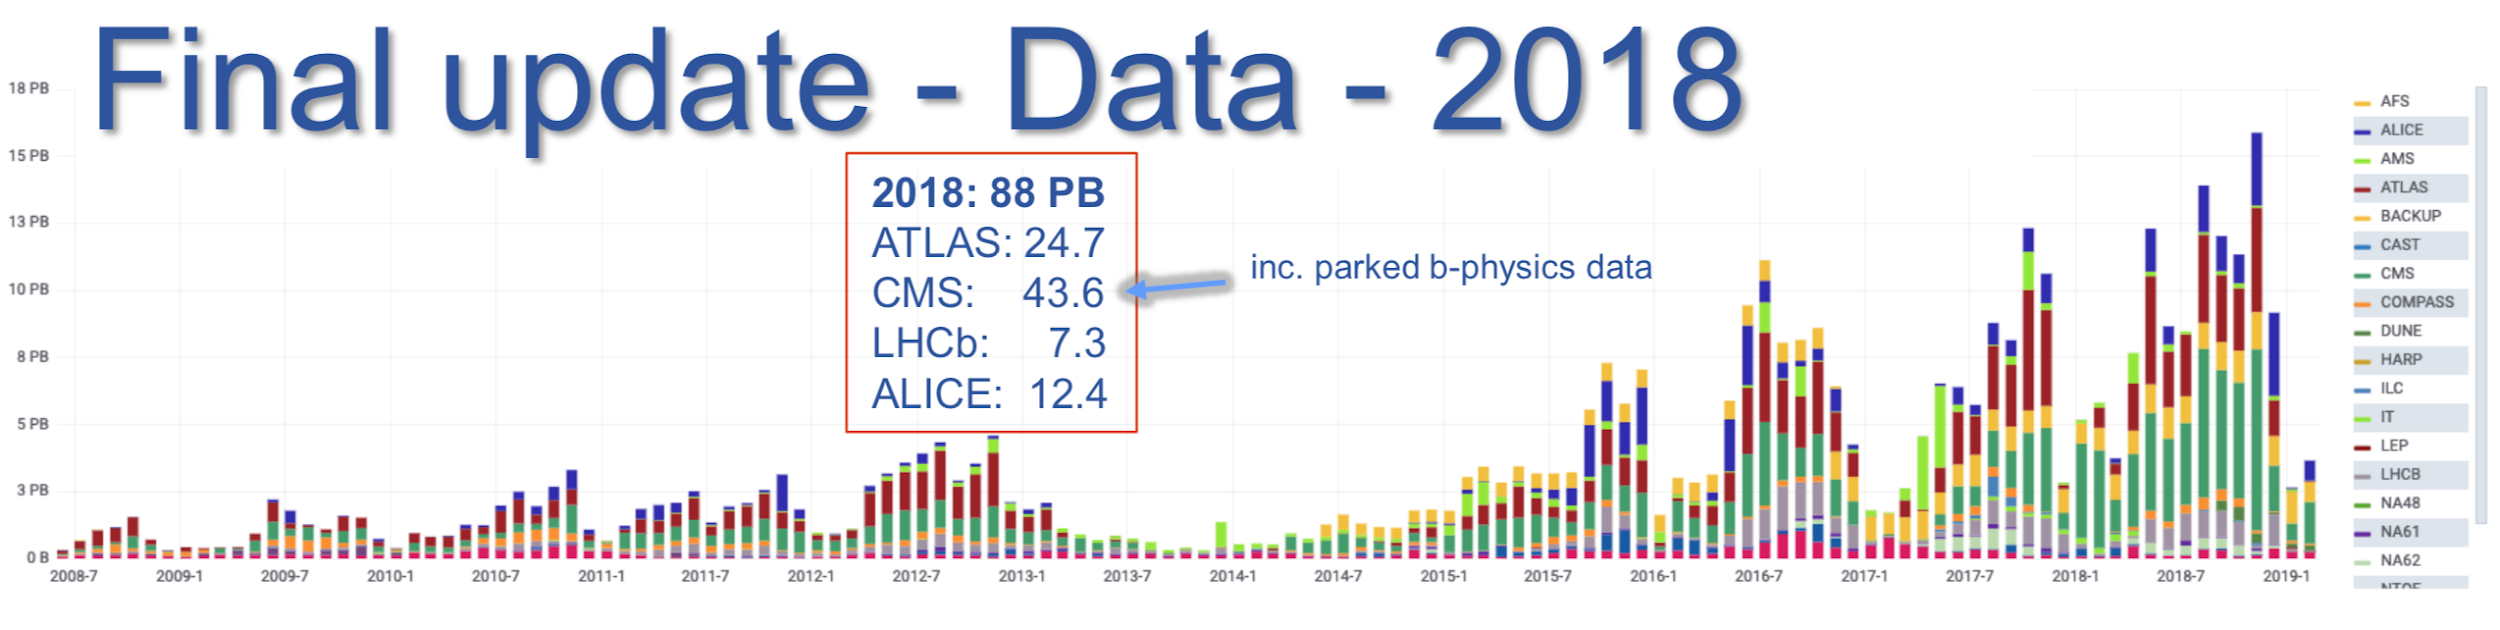 Final update - Data - 2018
18 PB
15 PB
13 PB
10 PB
8 PB
5 PB
3 PB
0 B
2018: 88 PB
ATLAS: 24.7
CMS: 43.6
LHCb: 7.3
ALICE: 12.4
inc. parked b-physics data
2008-7 2009-1 2009-7 2010-1 2010-7 2011-1 2011-7 2012-1 2012-7 2013-1 2013-7 2014-1 2014-7 2015-1 2015-7 2016-1 2016-7 2017-1 2017-7 2018-1 2018-7 2019-1
AFS
ALICE
AMS
ATLAS
BACKUP
CAST
CMS
COMPASS
DUNE
HARP
ILC
IT
LEP
LHCB
NA48
NA61
NA62